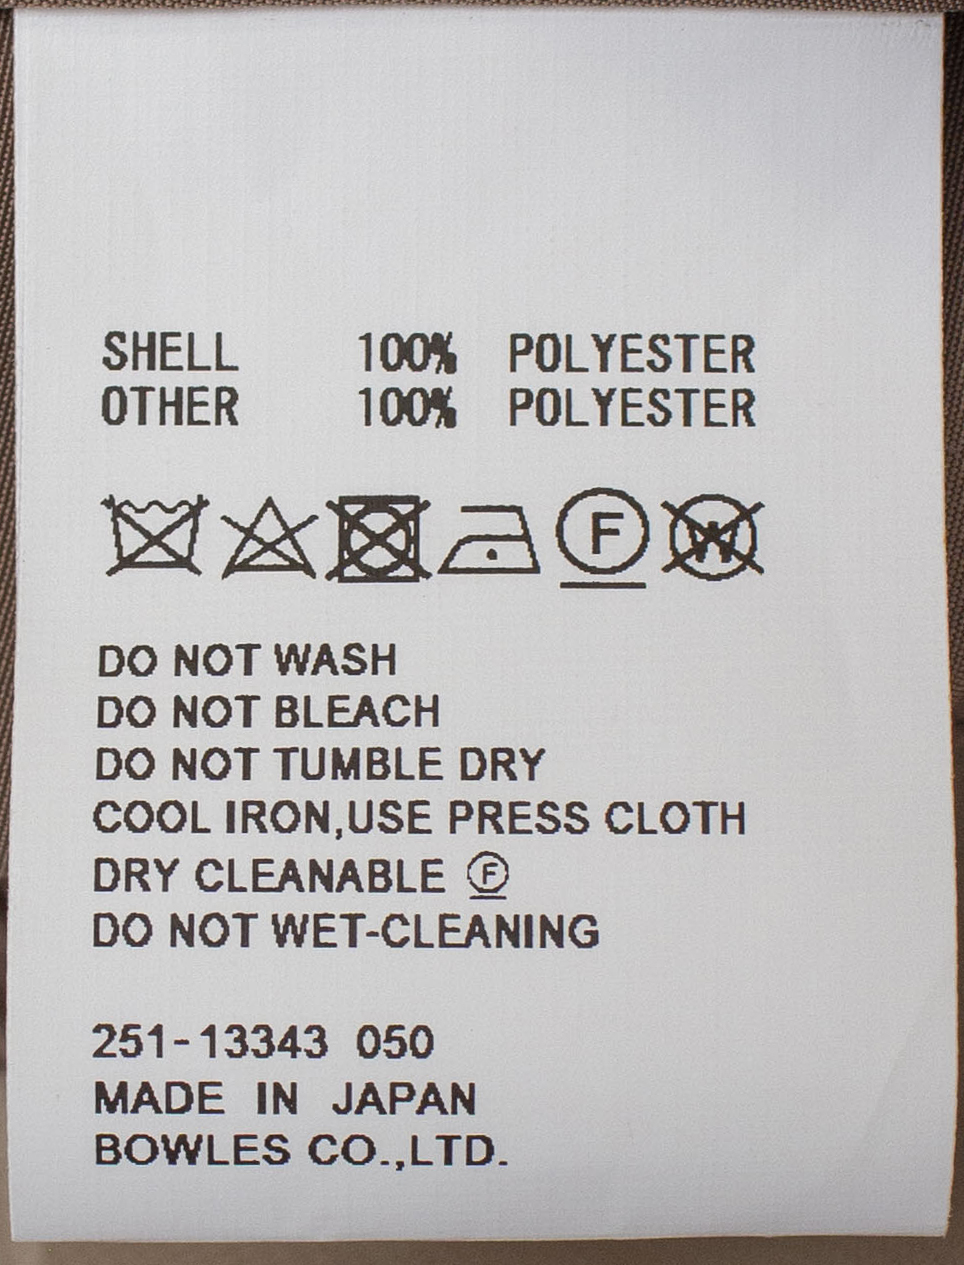 SHELL 100% POLYESTER
OTHER 100% POLYESTER
F W
DO NOT WASH
DO NOT BLEACH
DO NOT TUMBLE DRY
COOL IRON,USE PRESS CLOTH
DRY CLEANABLE Ⓕ
DO NOT WET-CLEANING
251-13343 050
MADE IN JAPAN
BOWLES CO.,LTD.